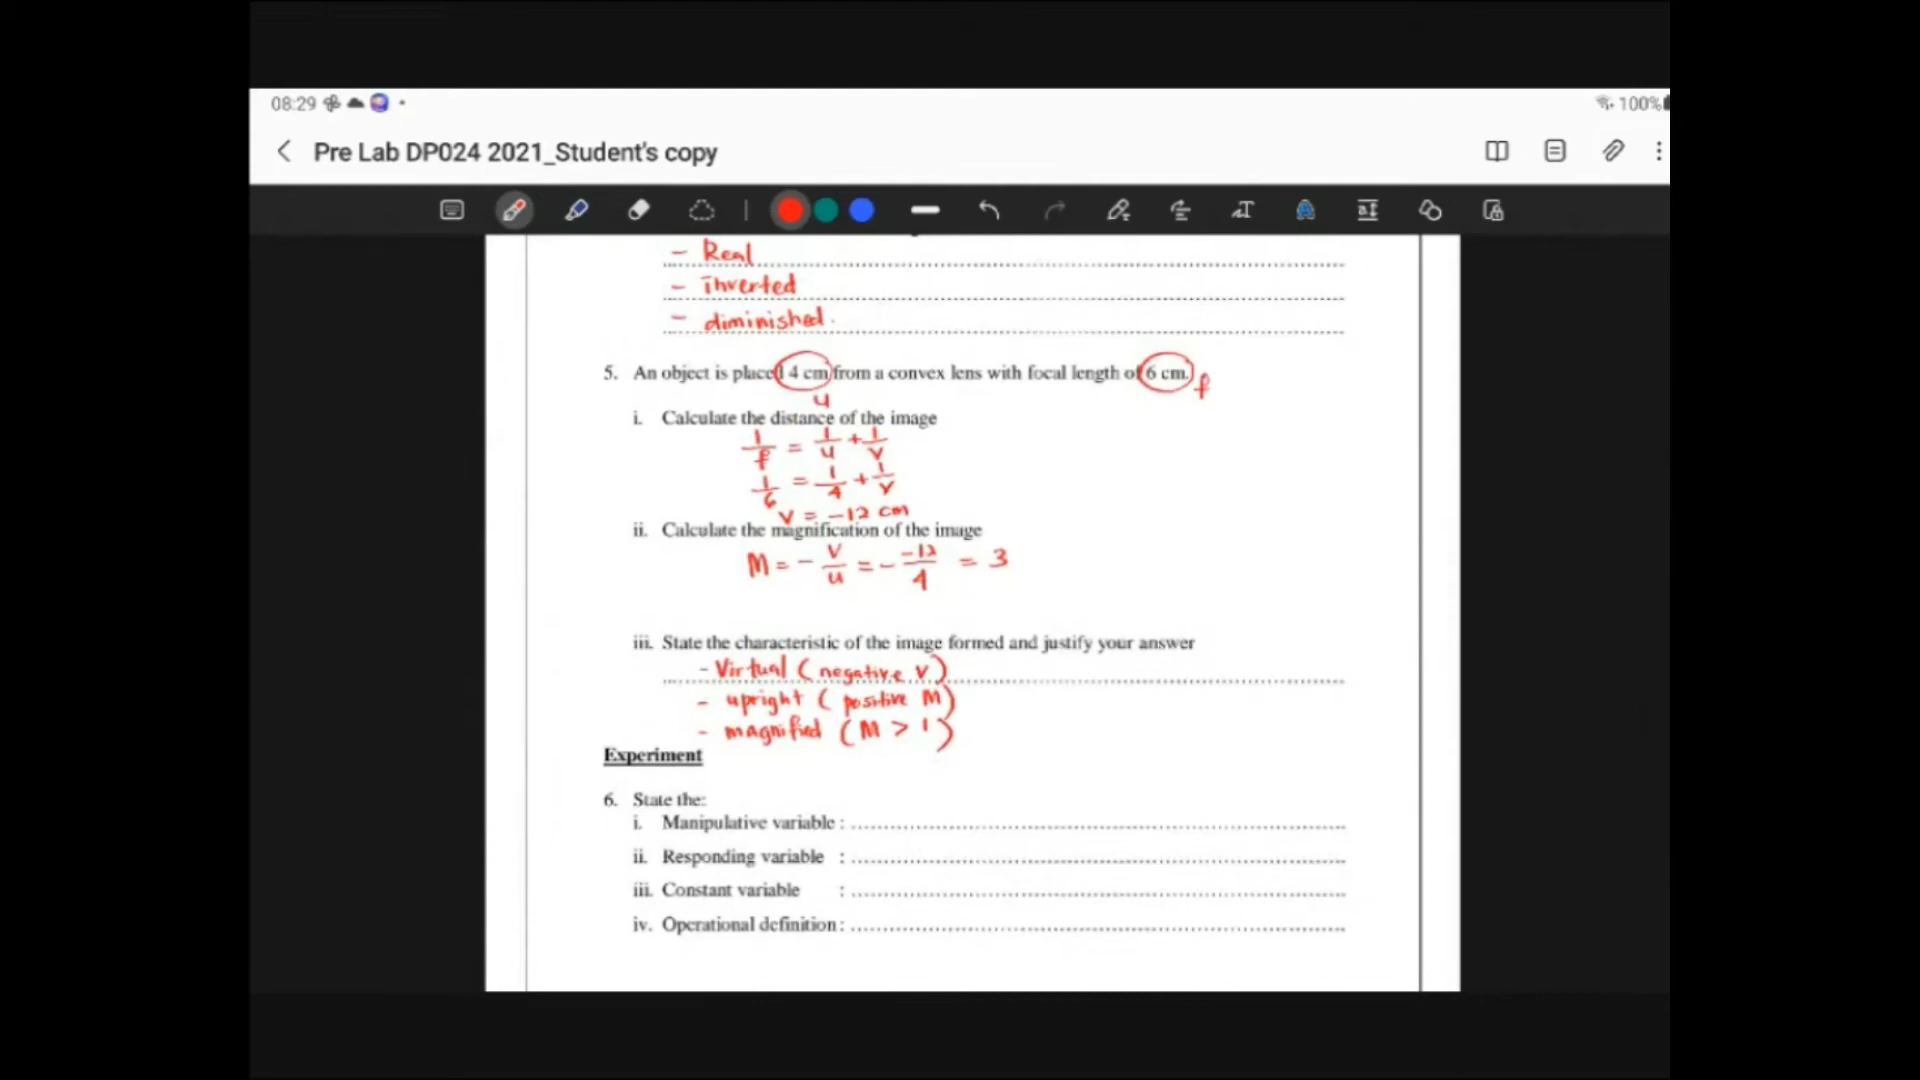 08:29
100%
Pre Lab DP024 2021_Student's copy
- Real
- inverted
- diminished.
5. An object is placed 4 cm from a convex lens with focal length of 6 cm. f
u
i. Calculate the distance of the image
1/f = 1/u + 1/v
1/6 = 1/4 + 1/v
v = -12 cm
ii. Calculate the magnification of the image
M = - v/u = - -12/4 = 3
iii. State the characteristic of the image formed and justify your answer
- Virtual (negative v)
- upright (positive M)
- magnified (M > 1)
Experiment
6. State the:
i. Manipulative variable :
ii. Responding variable :
iii. Constant variable :
iv. Operational definition :